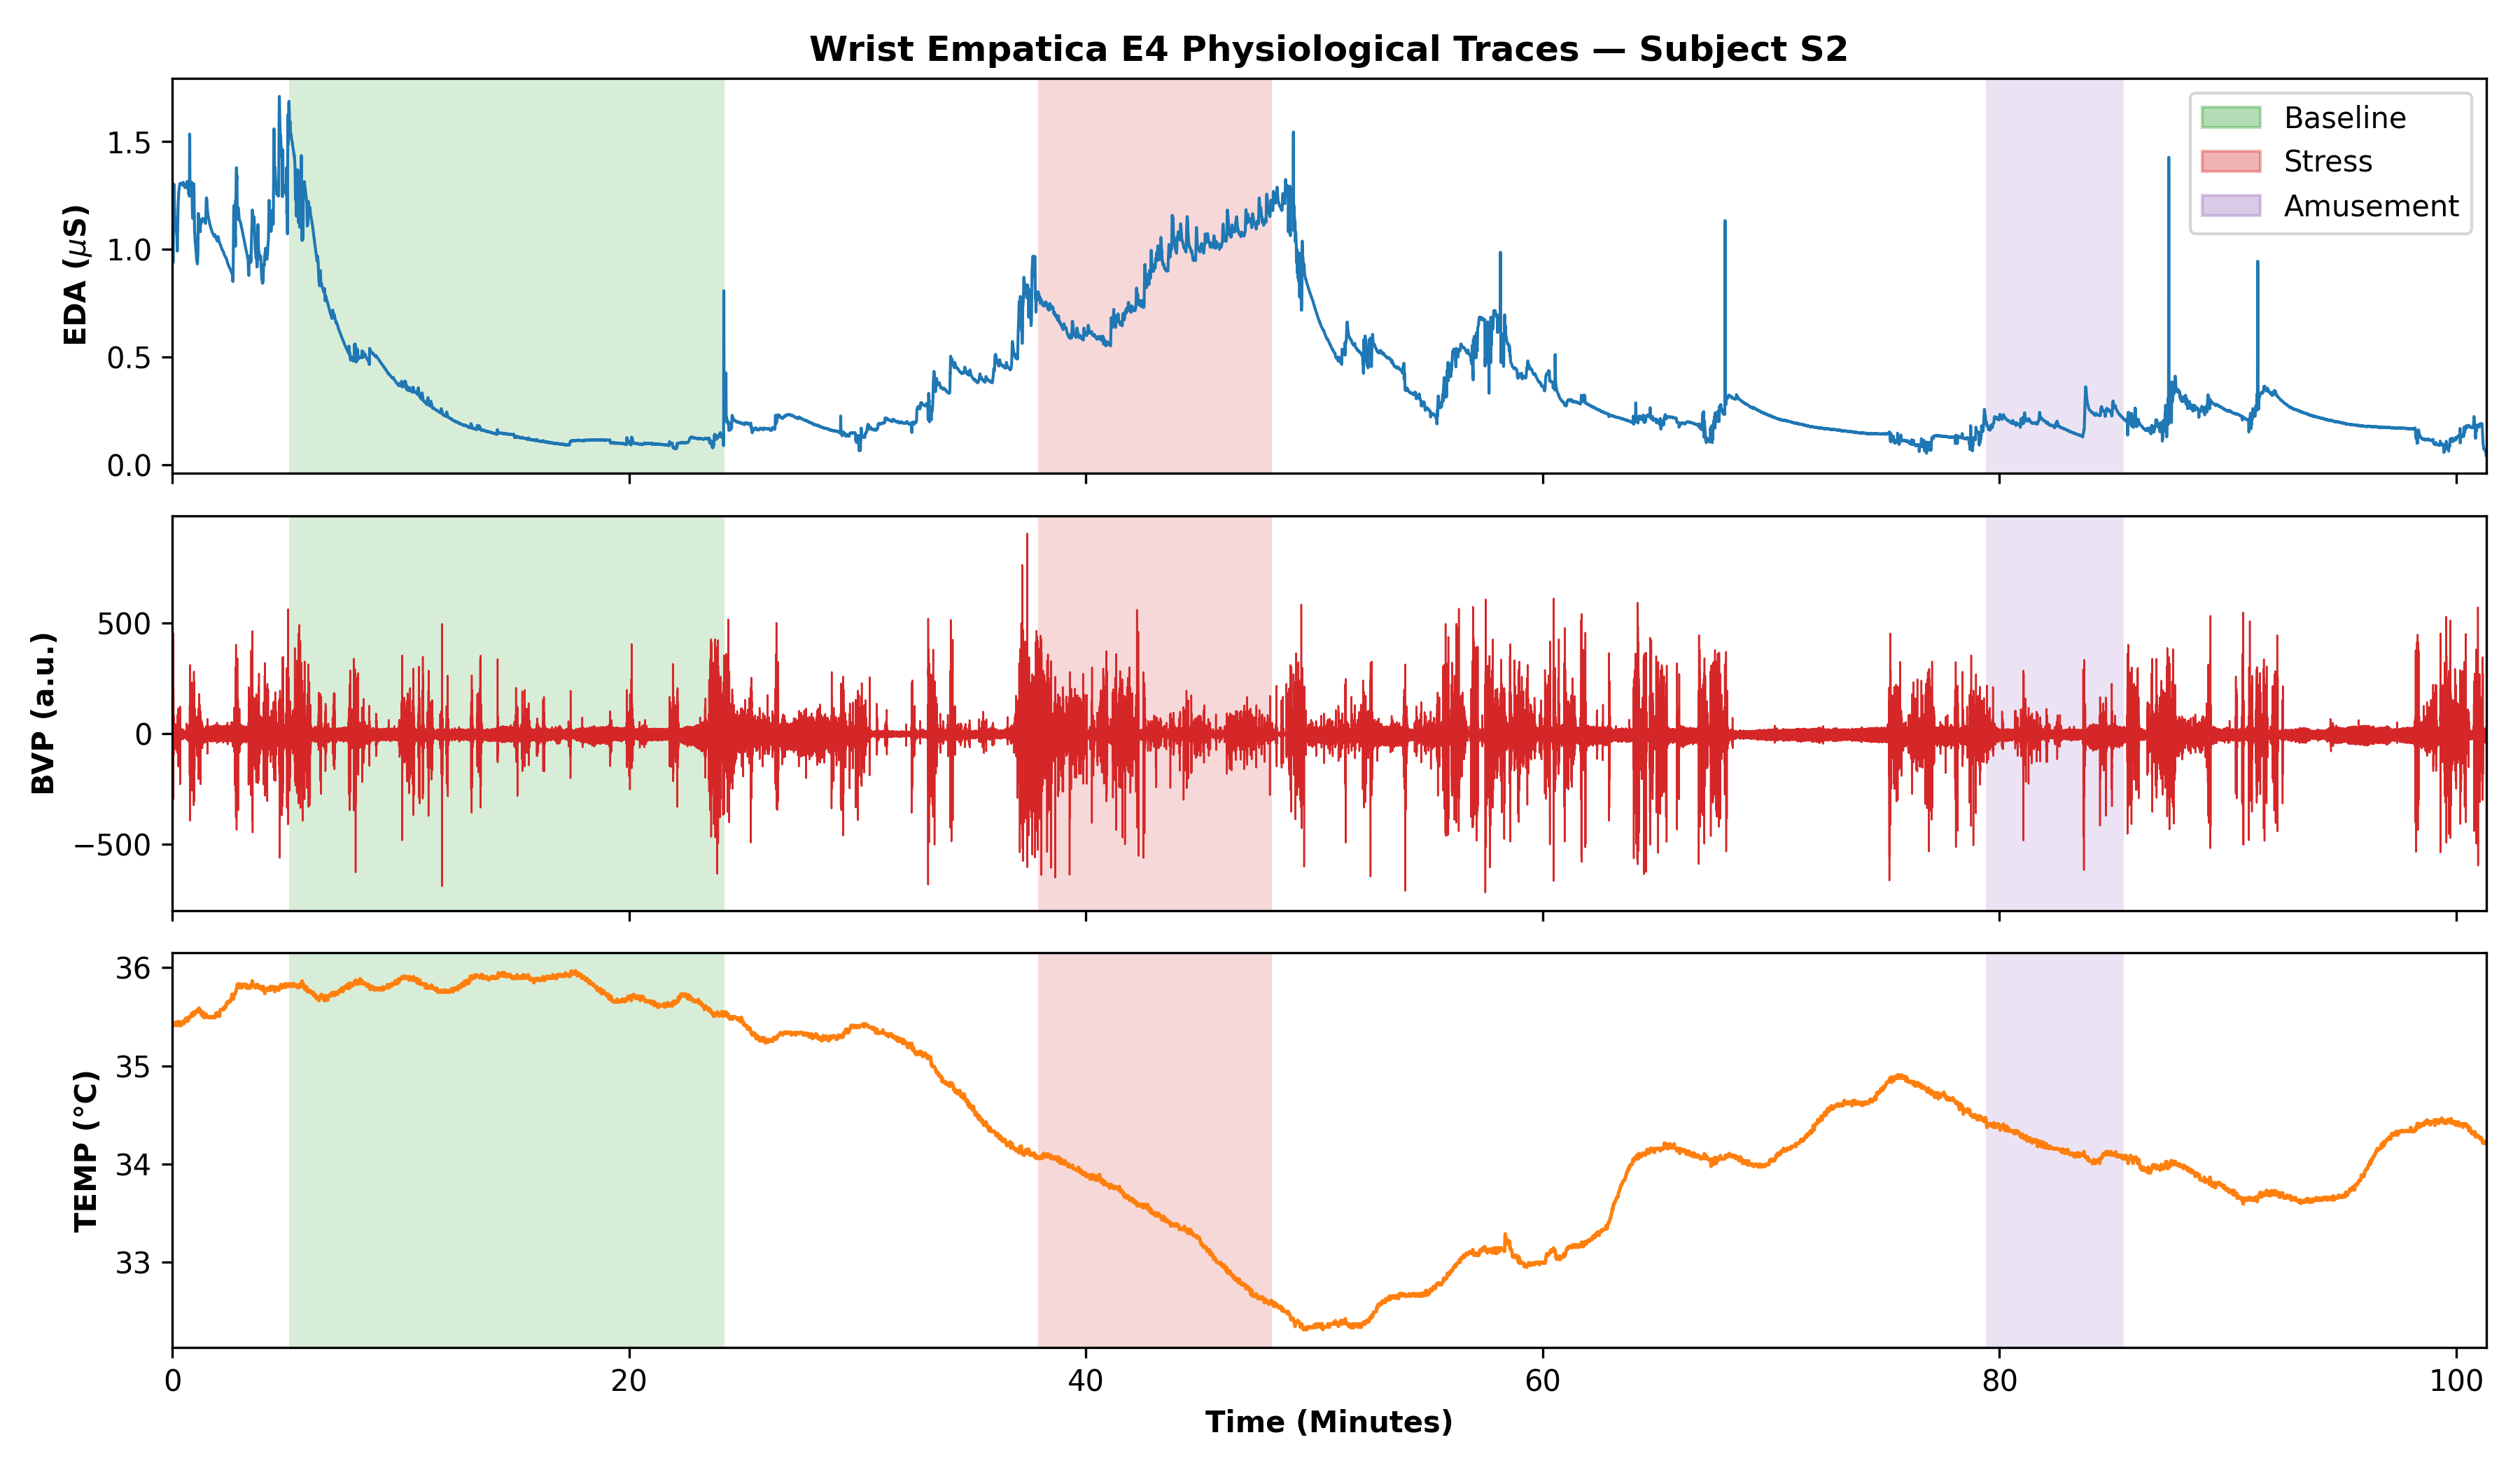 Wrist Empatica E4 Physiological Traces — Subject S2
EDA (μS)
1.5
1.0
0.5
0.0
Baseline
Stress
Amusement
BVP (a.u.)
500
0
−500
TEMP (°C)
36
35
34
33
0 20 40 60 80 100
Time (Minutes)